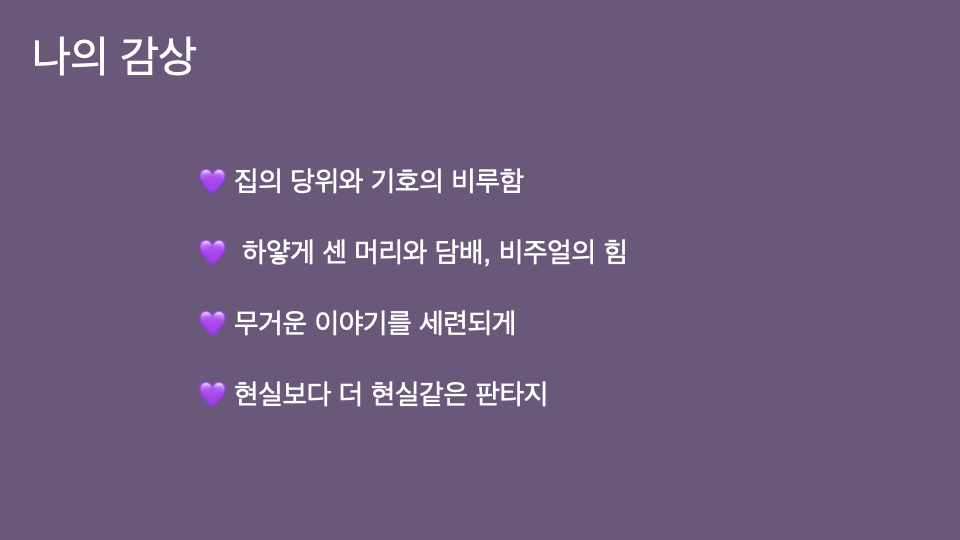 나의 감상
💜 집의 당위와 기호의 비루함
💜 하얗게 센 머리와 담배, 비주얼의 힘
💜 무거운 이야기를 세련되게
💜 현실보다 더 현실같은 판타지